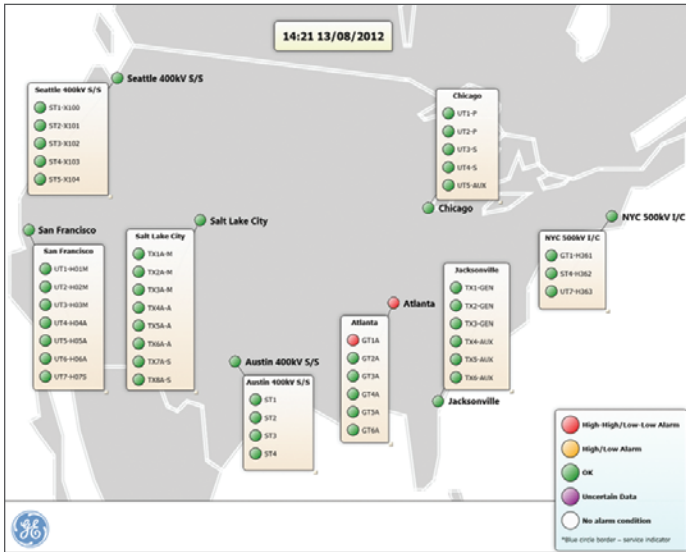 14:21 13/08/2012
Seattle 400kV S/S
Seattle 400kV S/S
ST1-X100
ST2-X101
ST3-X102
ST4-X103
ST5-X104
Chicago
UT1-P
UT2-P
UT3-S
UT4-S
UT5-AUX
Chicago
San Francisco
San Francisco
UT1-H01M
UT2-H02M
UT3-H03M
UT4-H04A
UT5-H05A
UT6-H06A
UT7-H07S
Salt Lake City
Salt Lake City
TX1A-M
TX2A-M
TX3A-M
TX4A-A
TX5A-A
TX6A-A
TX7A-S
TX8A-S
NYC 500kV I/C
NYC 500kV I/C
GT1-H361
ST4-H362
UT7-H363
Jacksonville
TX1-GEN
TX2-GEN
TX3-GEN
TX4-AUX
TX5-AUX
TX6-AUX
Jacksonville
Atlanta
Atlanta
GT1A
GT2A
GT3A
GT4A
GT5A
GT6A
Austin 400kV S/S
Austin 400kV S/S
ST1
ST2
ST3
ST4
High-High/Low-Low Alarm
High/Low Alarm
OK
Uncertain Data
No alarm condition
*Blue circle border – service indicator
GE